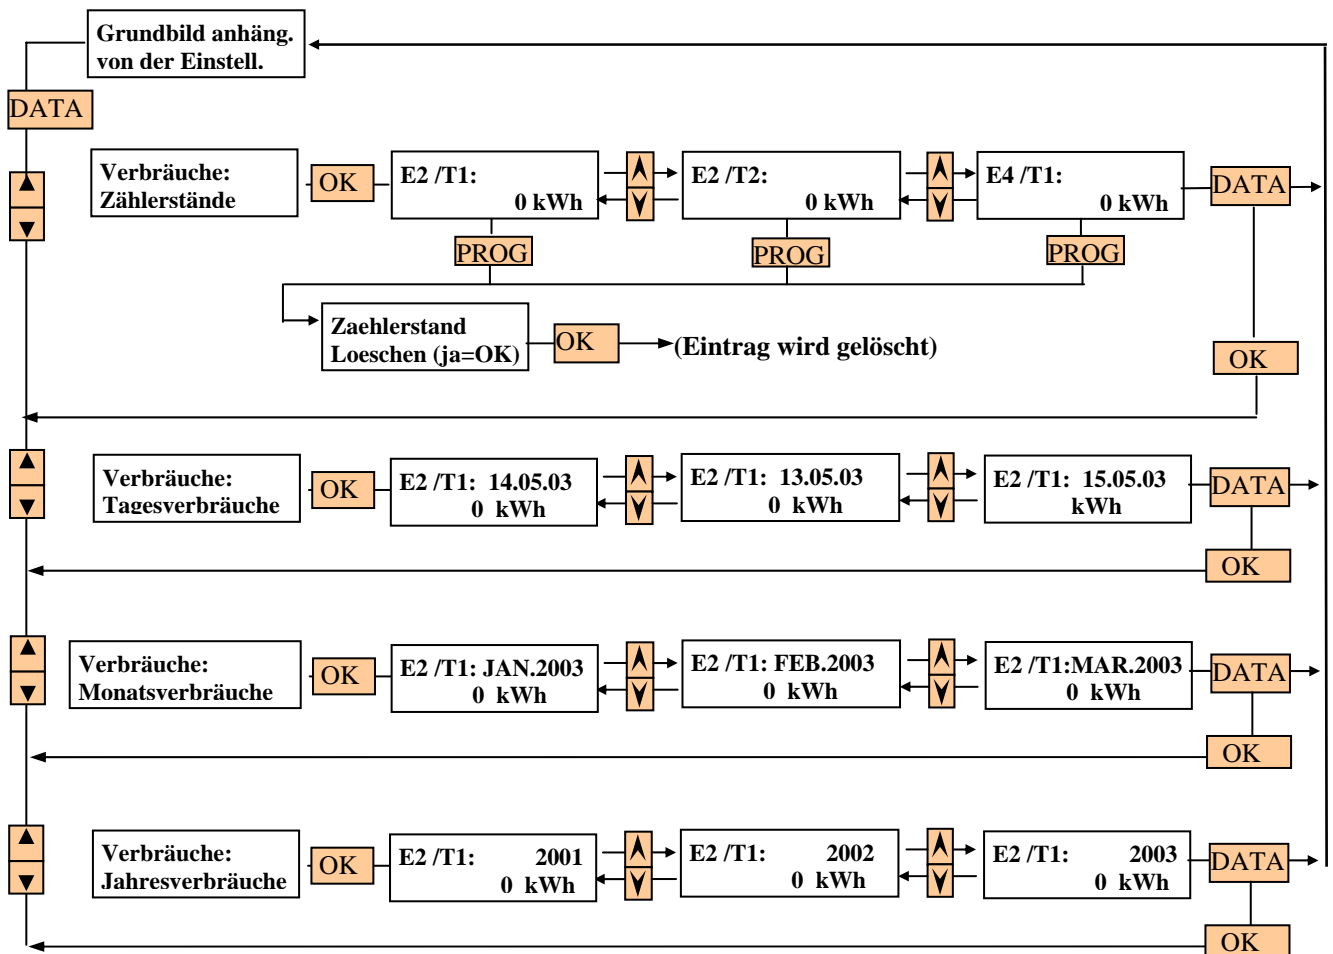 Grundbild anhäng.
von der Einstell.
DATA
Verbräuche:
Zählerstände
OK
E2 /T1:
0 kWh
E2 /T2:
0 kWh
E4 /T1:
0 kWh
DATA
PROG
PROG
PROG
Zaehlerstand
Loeschen (ja=OK)
OK
(Eintrag wird gelöscht)
OK
Verbräuche:
Tagesverbräuche
OK
E2 /T1: 14.05.03
0 kWh
E2 /T1: 13.05.03
0 kWh
E2 /T1: 15.05.03
kWh
DATA
OK
Verbräuche:
Monatsverbräuche
OK
E2 /T1: JAN.2003
0 kWh
E2 /T1: FEB.2003
0 kWh
E2 /T1:MAR.2003
0 kWh
DATA
OK
Verbräuche:
Jahresverbräuche
OK
E2 /T1: 2001
0 kWh
E2 /T1: 2002
0 kWh
E2 /T1: 2003
0 kWh
DATA
OK